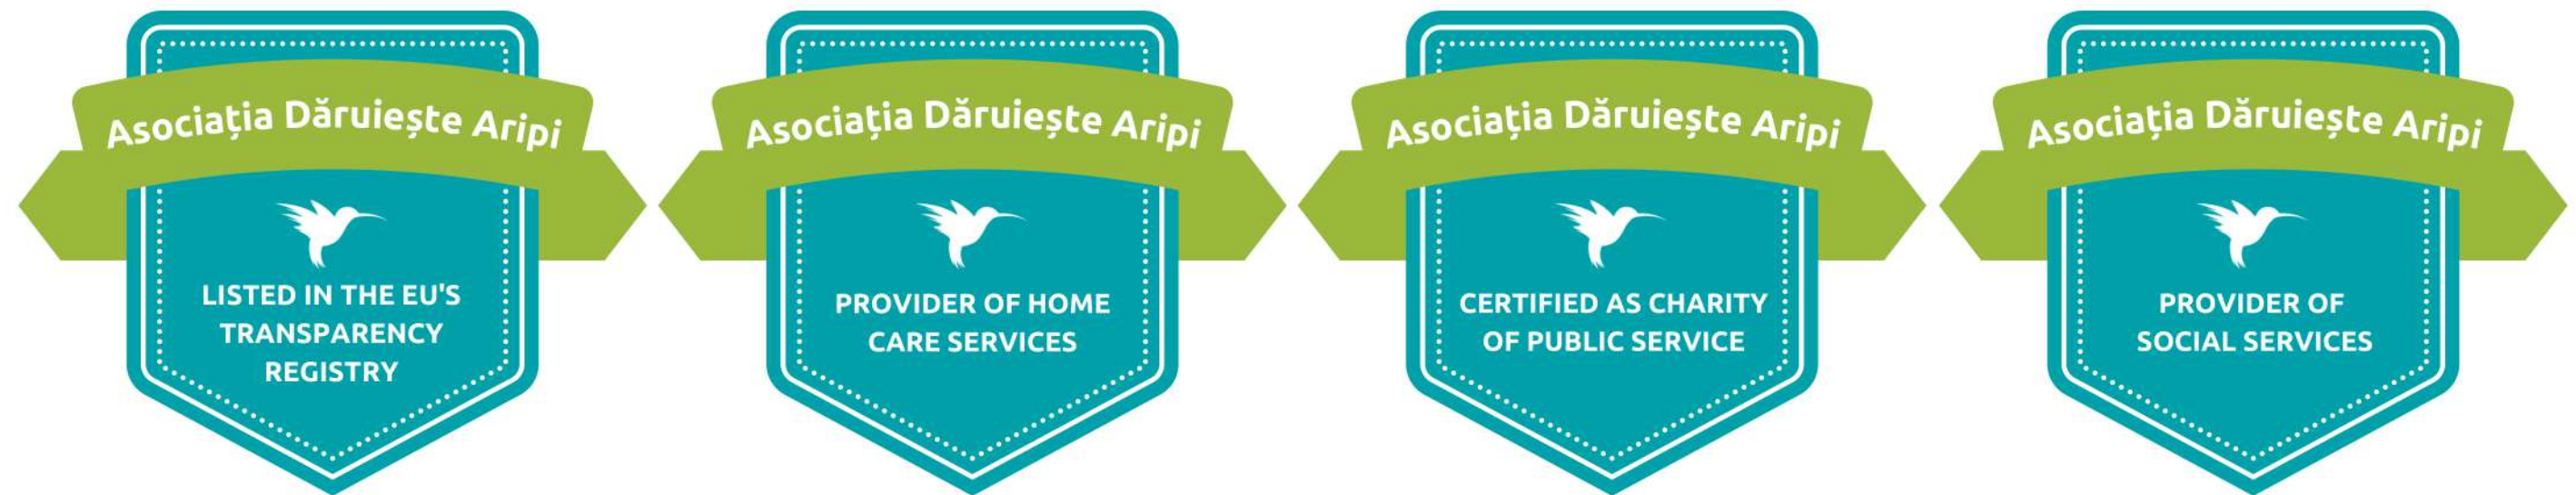 Asociația Dăruiește Aripi
LISTED IN THE EU'S
TRANSPARENCY
REGISTRY
Asociația Dăruiește Aripi
PROVIDER OF HOME
CARE SERVICES
Asociația Dăruiește Aripi
CERTIFIED AS CHARITY
OF PUBLIC SERVICE
Asociația Dăruiește Aripi
PROVIDER OF
SOCIAL SERVICES